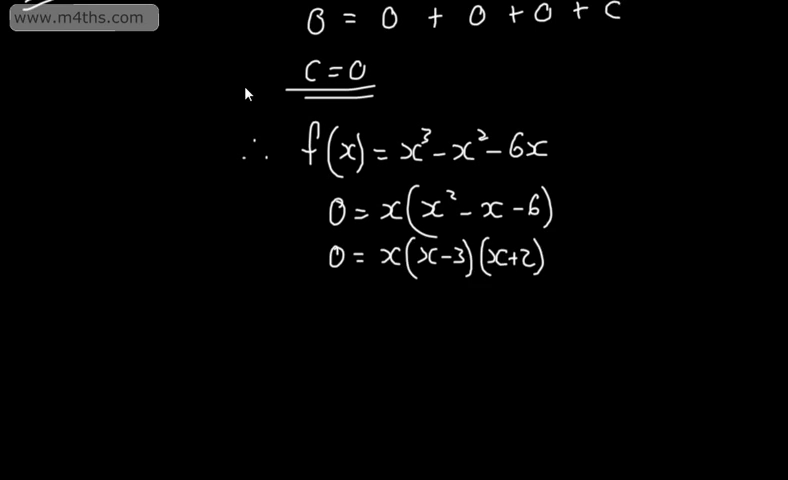 www.m4ths.com
0 = 0 + 0 + 0 + C
C = 0
∴ f(x) = x³ - x² - 6x
0 = x(x² - x - 6)
0 = x(x-3)(x+2)